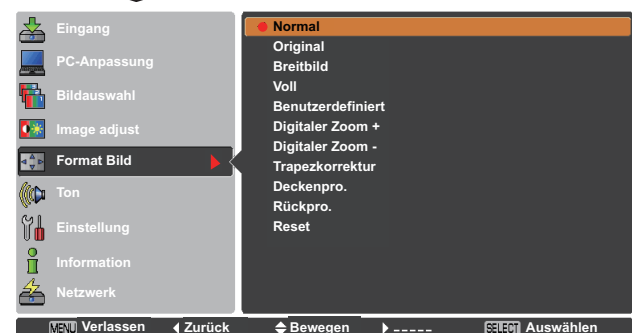 Eingang
PC-Anpassung
Bildauswahl
Image adjust
Format Bild
Ton
Einstellung
Information
Netzwerk
Normal
Original
Breitbild
Voll
Benutzerdefiniert
Digitaler Zoom +
Digitaler Zoom -
Trapezkorrektur
Deckenpro.
Rückpro.
Reset
MENU Verlassen Zurück Bewegen ----- SELECT Auswählen